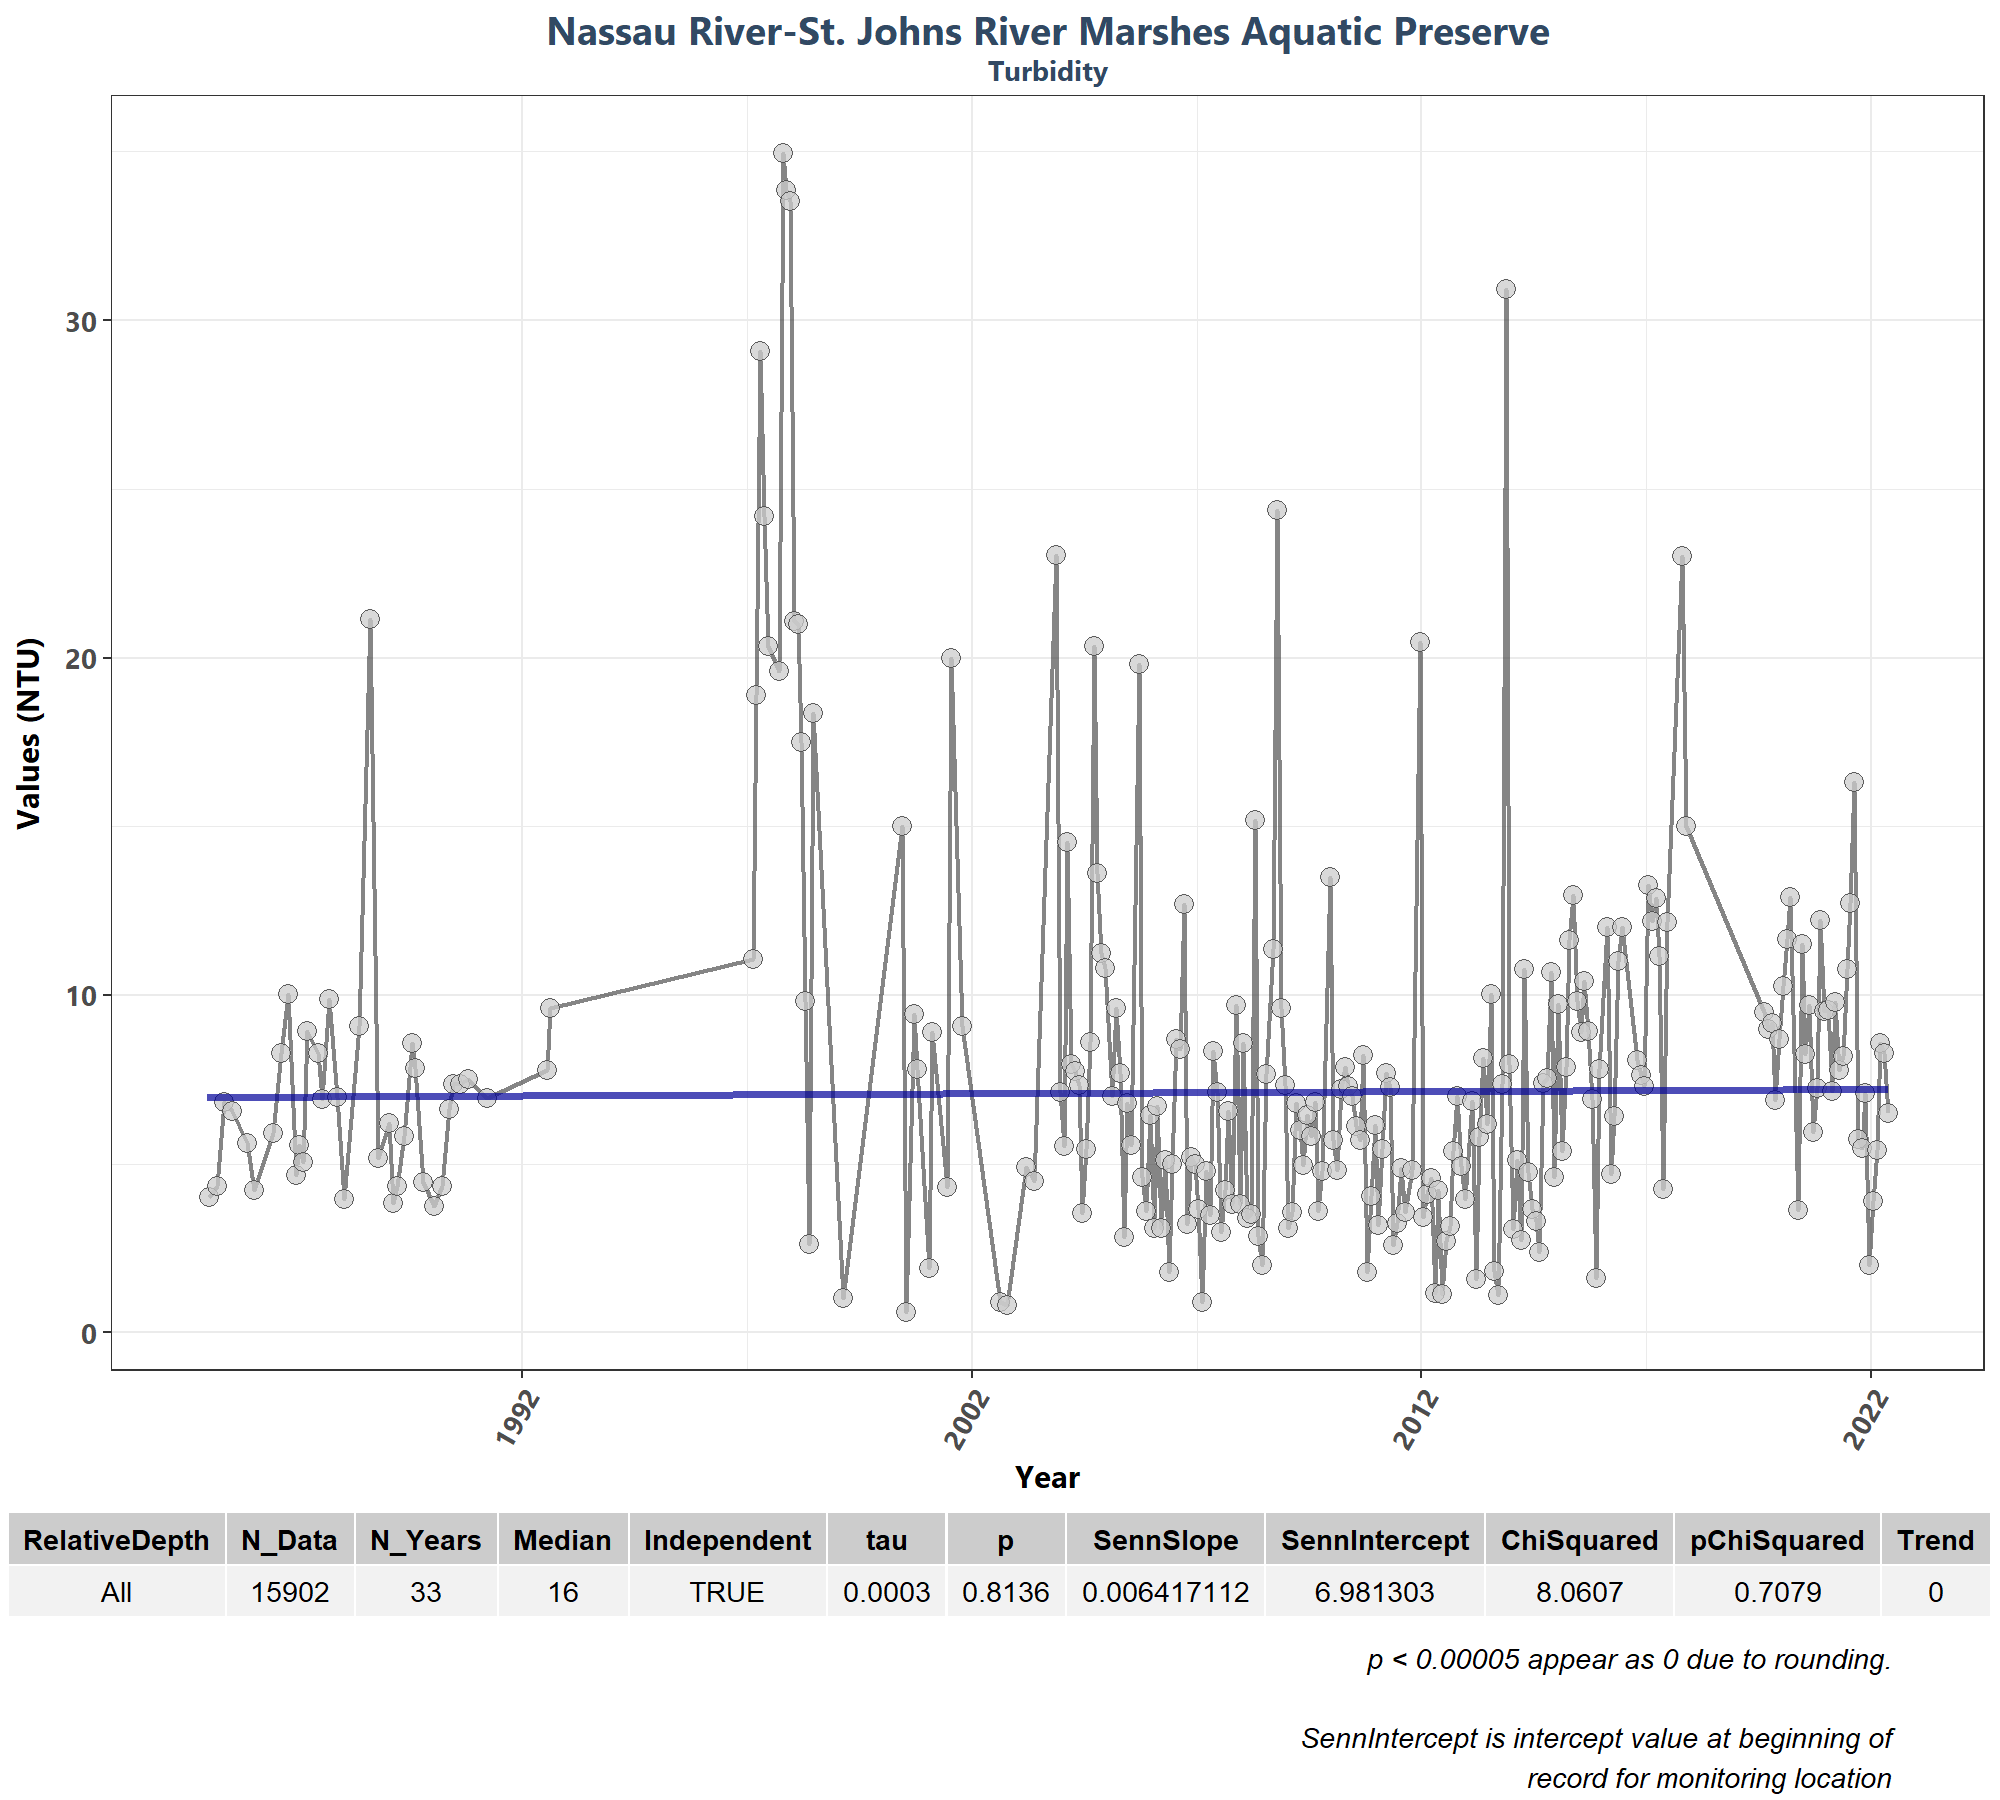 Nassau River-St. Johns River Marshes Aquatic Preserve
Turbidity
Values (NTU)
30
20
10
0
1992 2002 2012 2022
Year
RelativeDepth N_Data N_Years Median Independent tau p SennSlope SennIntercept ChiSquared pChiSquared Trend
All 15902 33 16 TRUE 0.0003 0.8136 0.006417112 6.981303 8.0607 0.7079 0
p < 0.00005 appear as 0 due to rounding.
SennIntercept is intercept value at beginning of
record for monitoring location